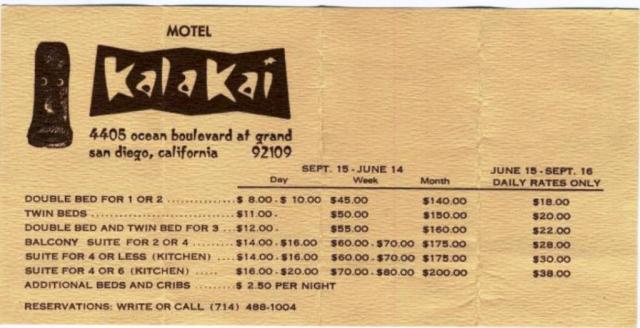 MOTEL
Kala Kai
4405 ocean boulevard at grand
san diego, california 92109
SEPT. 15 - JUNE 14 JUNE 15 - SEPT. 16
Day Week Month DAILY RATES ONLY
DOUBLE BED FOR 1 OR 2 ............... $ 8.00 - $ 10.00 $45.00 $140.00 $18.00
TWIN BEDS ............................... $11.00 - $50.00 $150.00 $20.00
DOUBLE BED AND TWIN BED FOR 3 ... $12.00 - $55.00 $160.00 $22.00
BALCONY SUITE FOR 2 OR 4 ......... $14.00 - $16.00 $60.00 - $70.00 $175.00 $28.00
SUITE FOR 4 OR LESS (KITCHEN) .... $14.00 - $16.00 $60.00 - $70.00 $175.00 $30.00
SUITE FOR 4 OR 6 (KITCHEN) ..... $16.00 - $20.00 $70.00 - $80.00 $200.00 $38.00
ADDITIONAL BEDS AND CRIBS ....... $ 2.50 PER NIGHT
RESERVATIONS: WRITE OR CALL (714) 488-1004